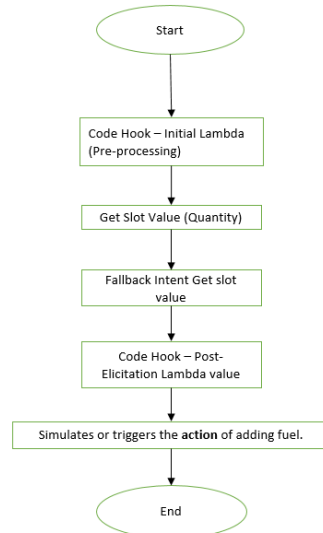 Start
Code Hook – Initial Lambda
(Pre-processing)
Get Slot Value (Quantity)
Fallback Intent Get slot
value
Code Hook – Post-
Elicitation Lambda value
Simulates or triggers the action of adding fuel.
End